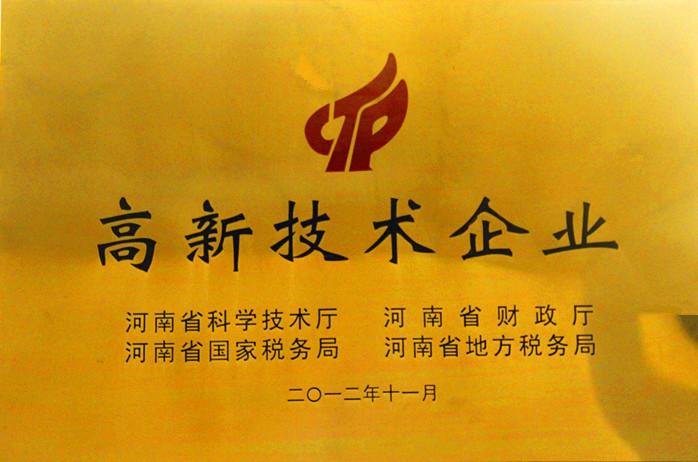 CTP
高新技术企业
河南省科学技术厅 河南省财政厅
河南省国家税务局 河南省地方税务局
二〇一二年十一月